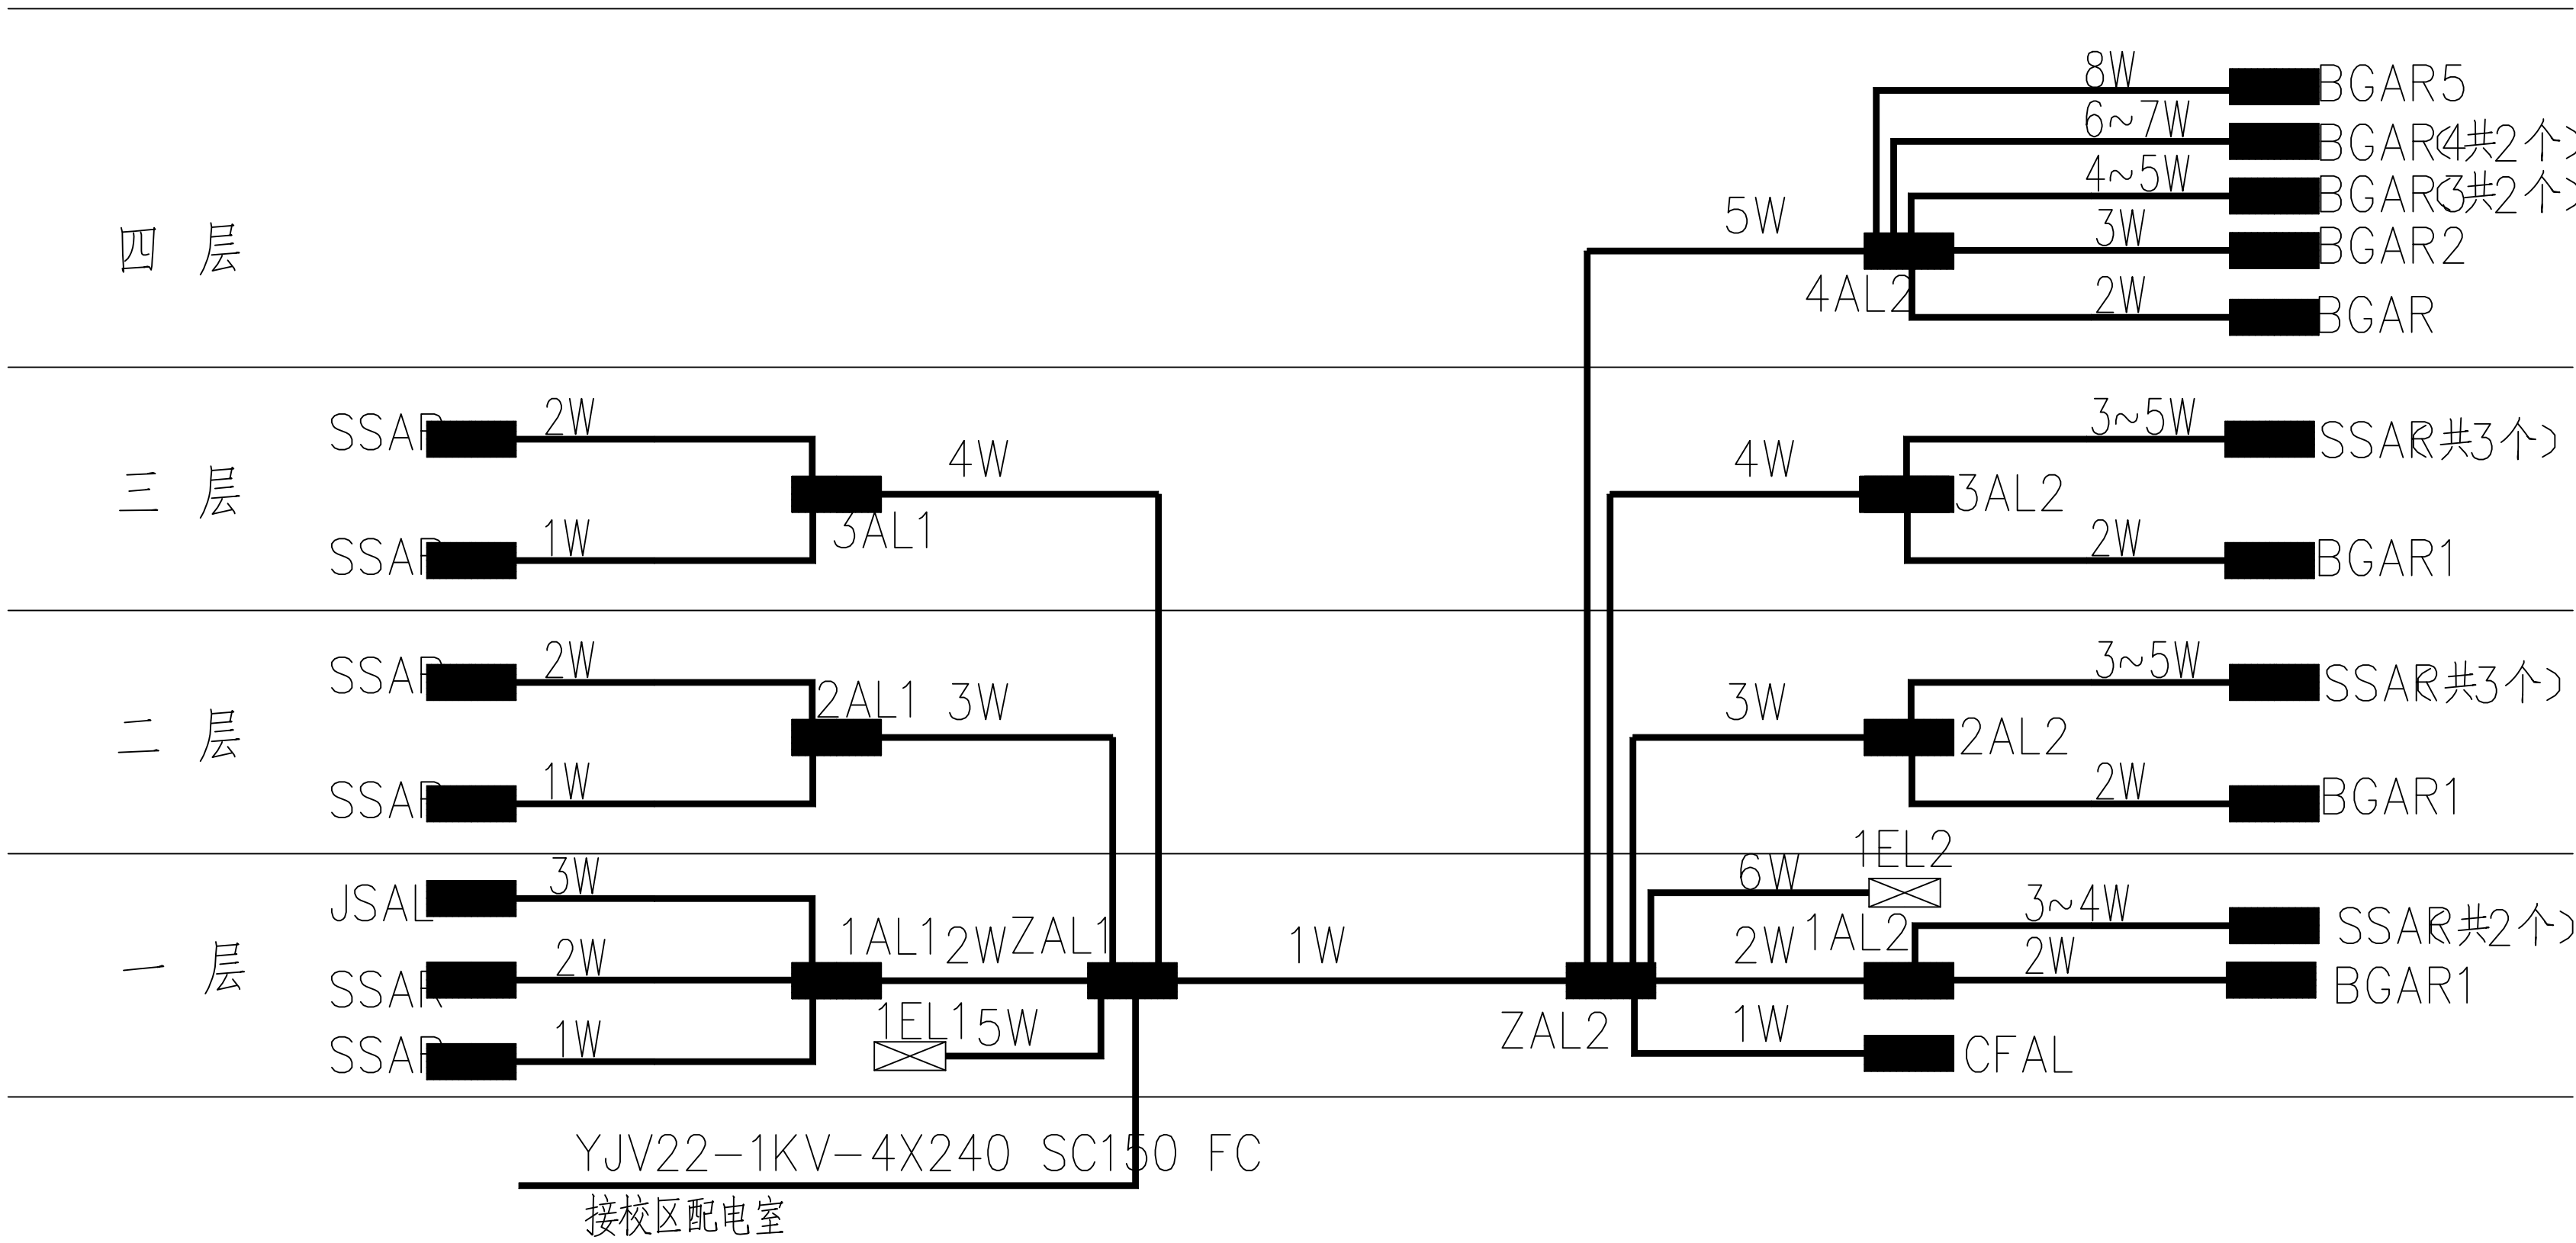 8W
BGAR5
6~7W
BGAR4(共2个)
4~5W
BGAR3(共2个)
5W
3W
BGAR2
四 层
4AL2
2W
BGAR
SSAR
2W
4W
4W
3~5W
SSAR(共3个)
三 层
3AL1
3AL2
SSAR
1W
2W
BGAR1
SSAR
2W
2AL1
3W
3W
3~5W
SSAR(共3个)
二 层
2AL2
SSAR
1W
2W
BGAR1
JSAL
3W
6W
1EL2
3~4W
SSAR(共2个)
一 层
SSAR
2W
1AL1
2W
ZAL1
1W
2W
1AL2
2W
BGAR1
SSAR
1W
1EL1
5W
ZAL2
1W
CFAL
YJV22-1KV-4X240 SC150 FC
接校区配电室